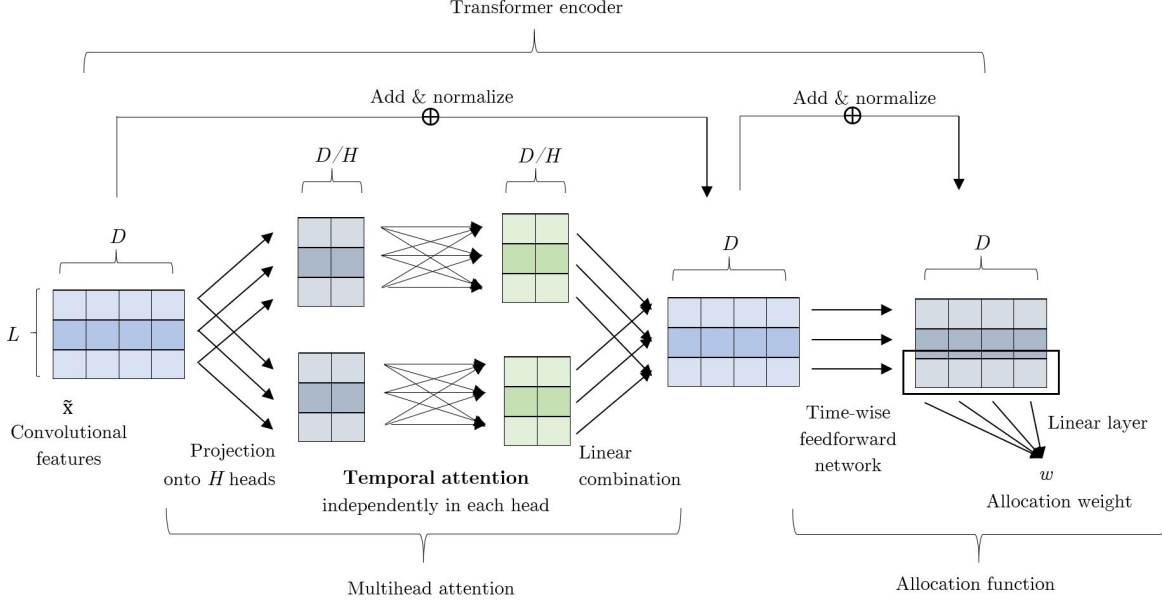 Transformer encoder
Add & normalize
Add & normalize
D/H
D/H
D
D
D
L
x̃
Convolutional
features
Projection
onto H heads
Temporal attention
independently in each head
Linear
combination
Time-wise
feedforward
network
Linear layer
w
Allocation weight
Multihead attention
Allocation function